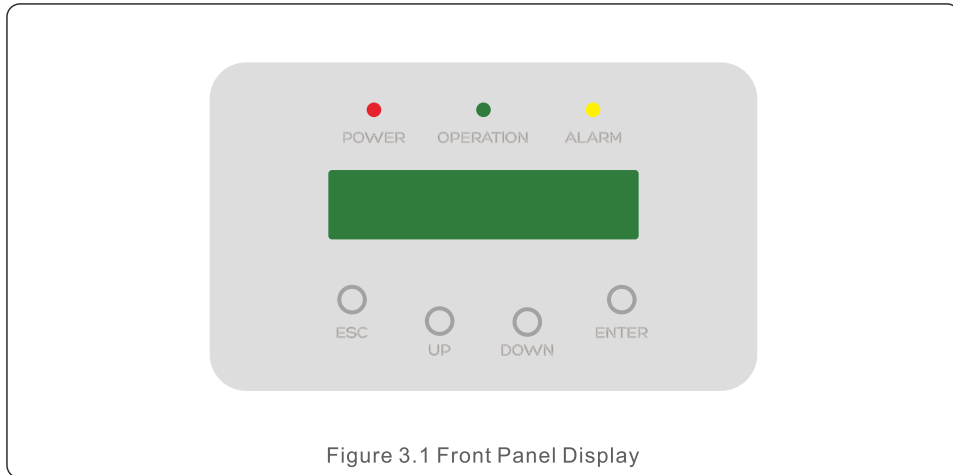 POWER OPERATION ALARM
ESC UP DOWN ENTER
Figure 3.1 Front Panel Display